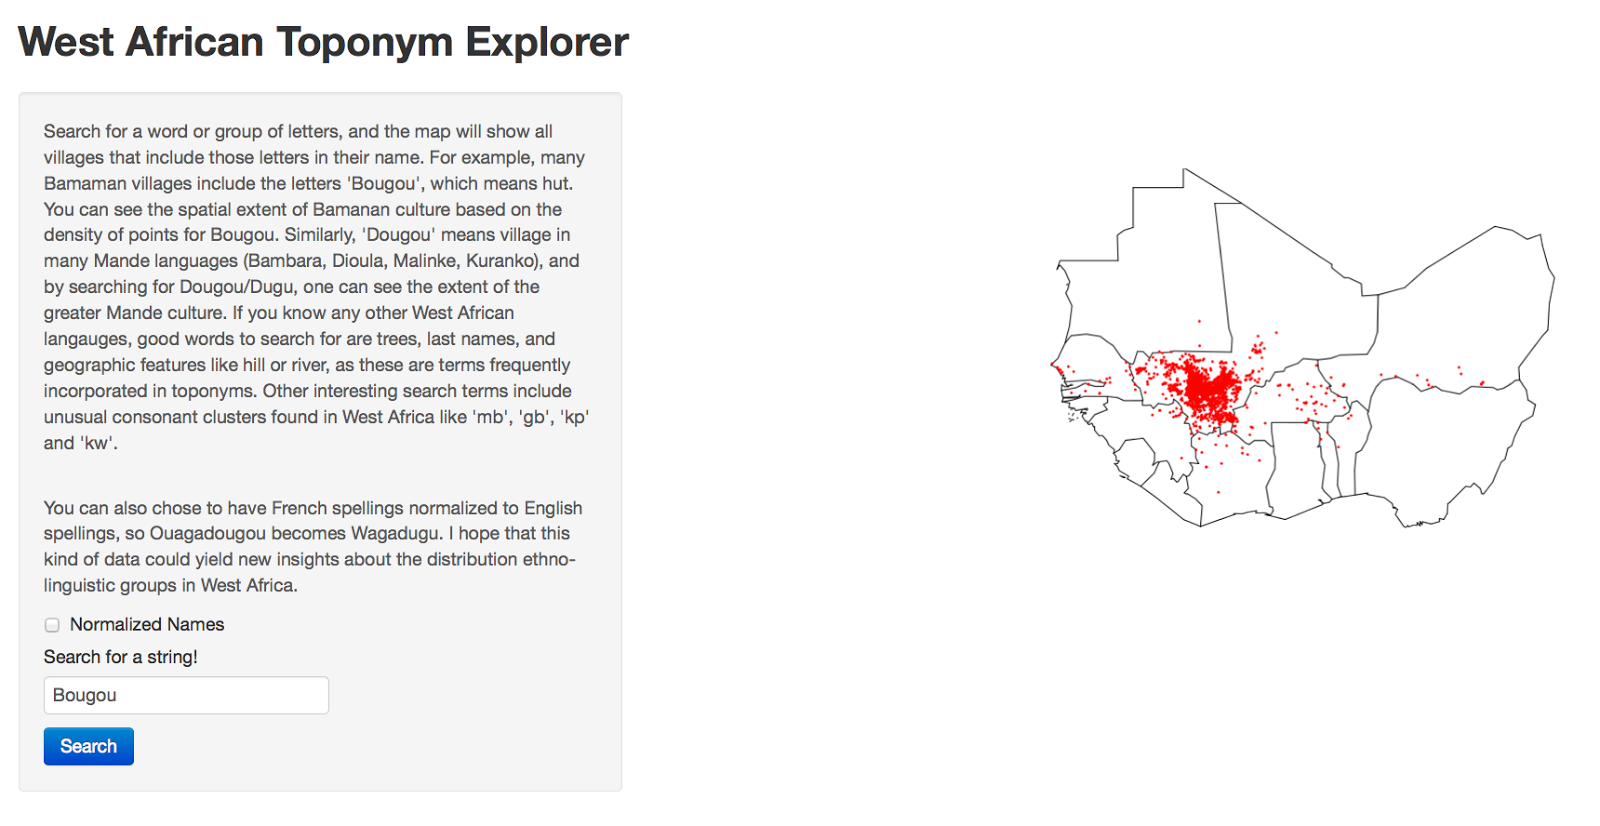 West African Toponym Explorer
Search for a word or group of letters, and the map will show all
villages that include those letters in their name. For example, many
Bamaman villages include the letters 'Bougou', which means hut.
You can see the spatial extent of Bamanan culture based on the
density of points for Bougou. Similarly, 'Dougou' means village in
many Mande languages (Bambara, Dioula, Malinke, Kuranko), and
by searching for Dougou/Dugu, one can see the extent of the
greater Mande culture. If you know any other West African
langauges, good words to search for are trees, last names, and
geographic features like hill or river, as these are terms frequently
incorporated in toponyms. Other interesting search terms include
unusual consonant clusters found in West Africa like 'mb', 'gb', 'kp'
and 'kw'.
You can also chose to have French spellings normalized to English
spellings, so Ouagadougou becomes Wagadugu. I hope that this
kind of data could yield new insights about the distribution ethno-
linguistic groups in West Africa.
Normalized Names
Search for a string!
Bougou
Search